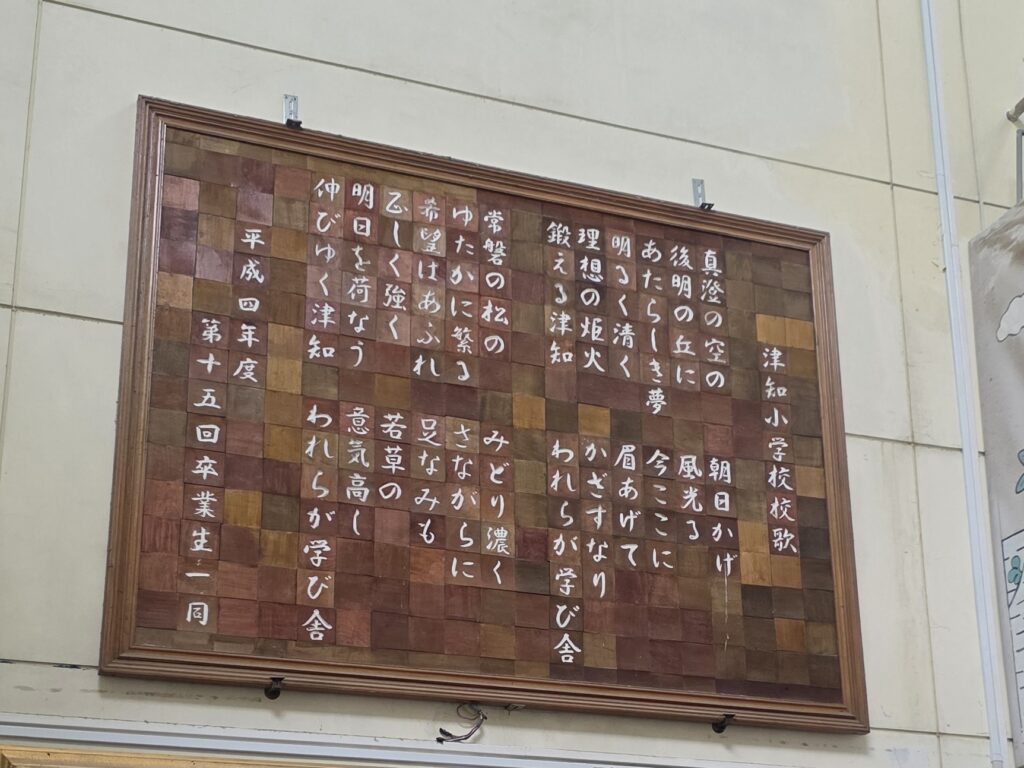 津知小学校校歌
真澄の空の　朝日かげ
後明の丘に　風光る
あたらしき夢　今ここに
明るく清く　眉あげて
理想の炬火　かざすなり
鍛える津知　われらが学び舎
常磐の松の　みどり濃く
ゆたかに繁る　さながらに
希望はあふれ　足なみも
正しく強く　若草の
明日を荷なう　意気高し
伸びゆく津知　われらが学び舎
平成四年度
第十五回卒業生一同